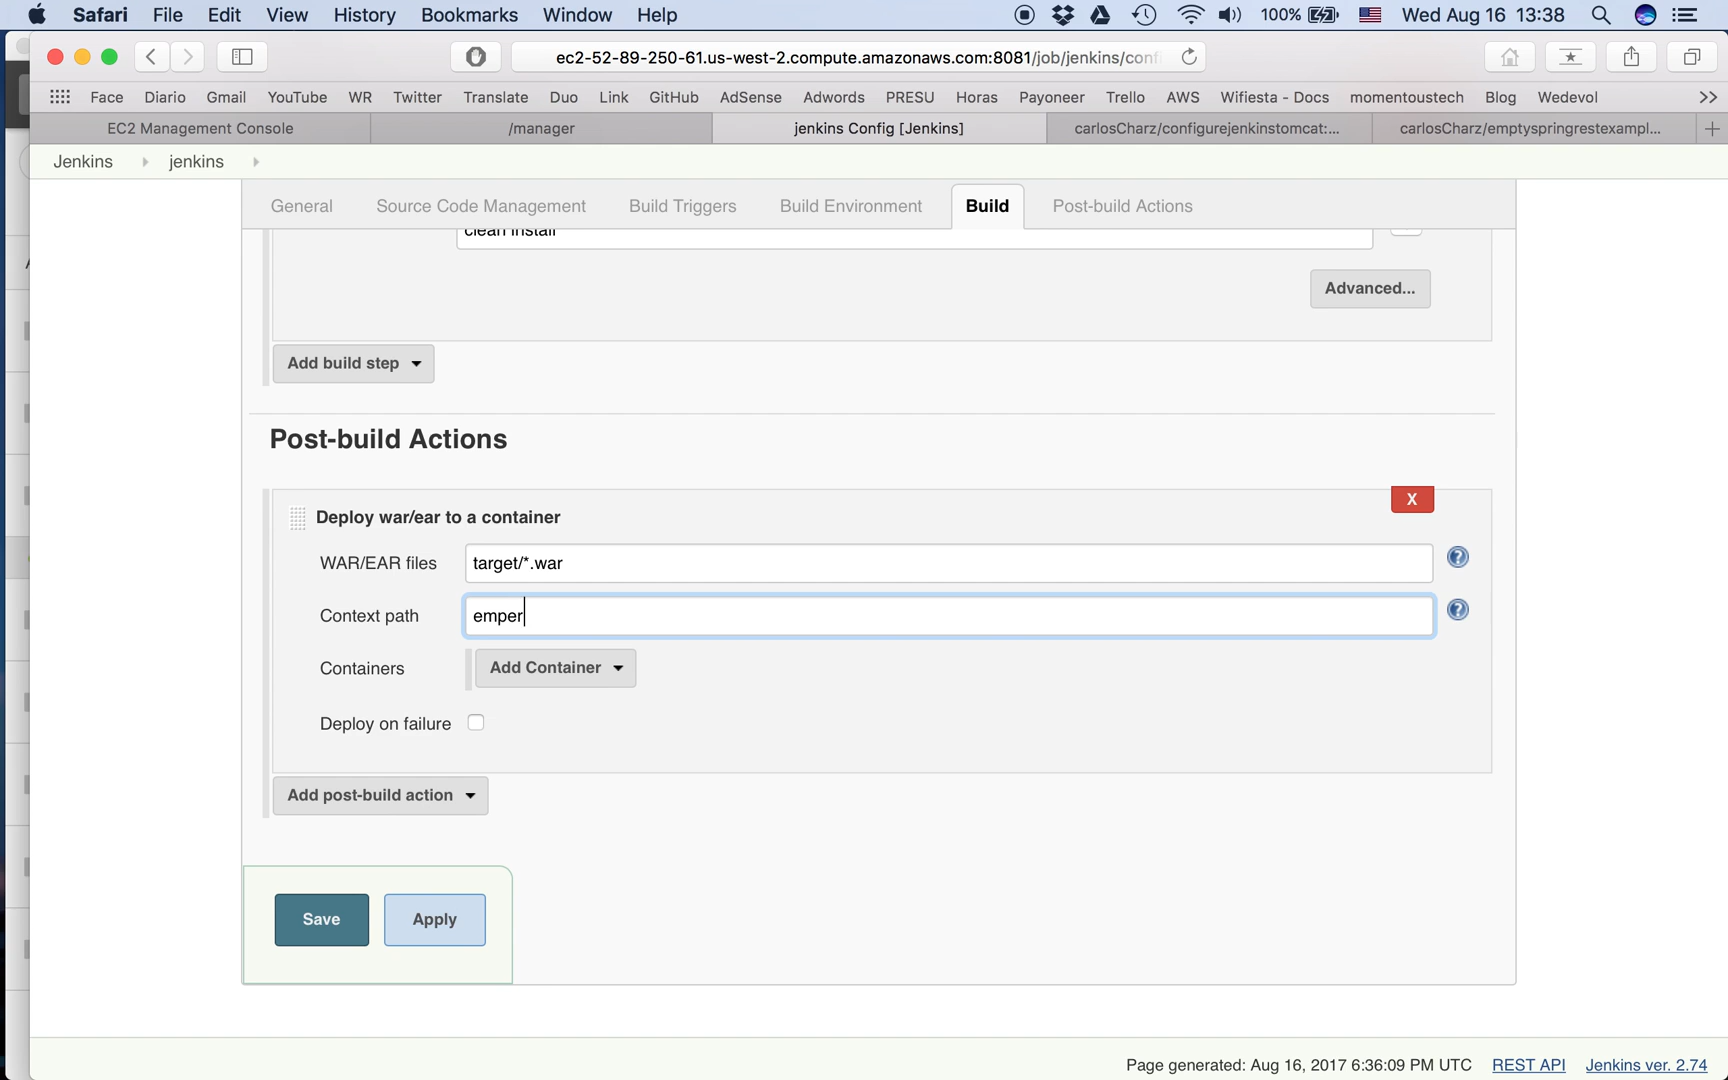 Safari File Edit View History Bookmarks Window Help 100% Wed Aug 16 13:38
ec2-52-89-250-61.us-west-2.compute.amazonaws.com:8081/job/jenkins/conf
Face Diario Gmail YouTube WR Twitter Translate Duo Link GitHub AdSense Adwords PRESU Horas Payoneer Trello AWS Wifiesta - Docs momentoustech Blog Wedevol >>
EC2 Management Console /manager jenkins Config [Jenkins] carlosCharz/configurejenkinstomcat:... carlosCharz/emptyspringrestexampl... +
Jenkins jenkins
General Source Code Management Build Triggers Build Environment Build Post-build Actions
clean install
Advanced...
Add build step
Post-build Actions
X
Deploy war/ear to a container
WAR/EAR files target/*.war ?
Context path emper ?
Containers Add Container
Deploy on failure
Add post-build action
Save Apply
Page generated: Aug 16, 2017 6:36:09 PM UTC REST API Jenkins ver. 2.74